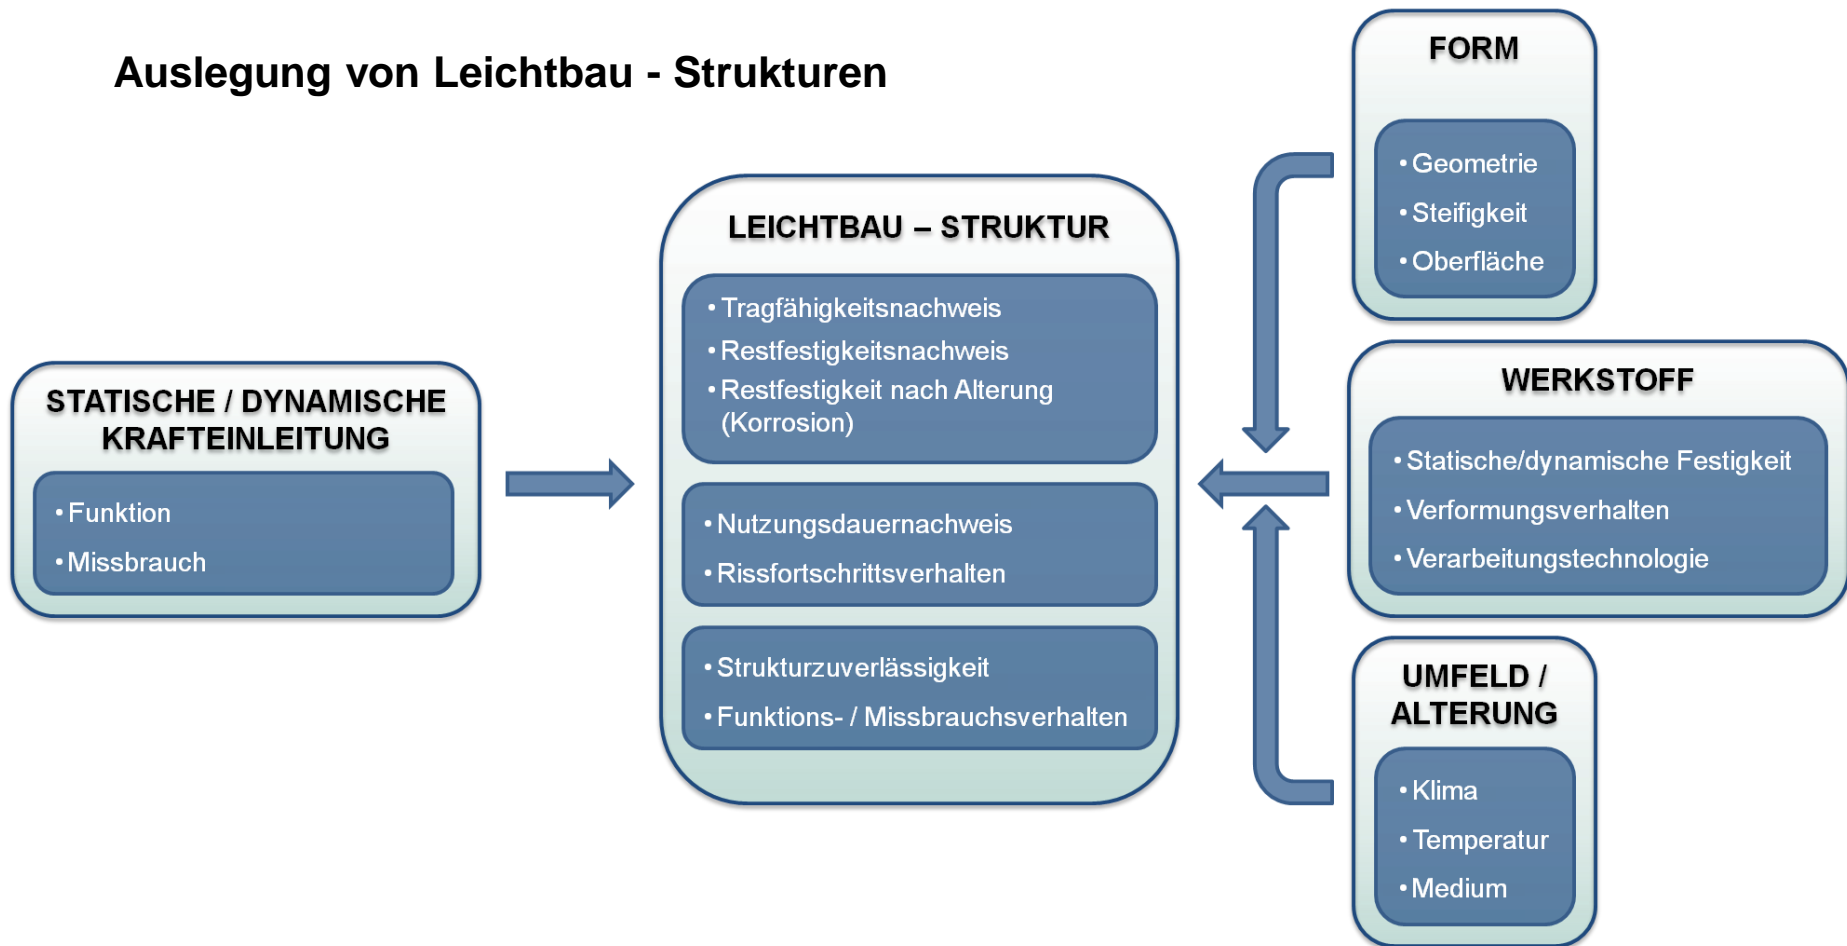 Auslegung von Leichtbau - Strukturen
STATISCHE / DYNAMISCHE
KRAFTEINLEITUNG
• Funktion
• Missbrauch
LEICHTBAU – STRUKTUR
• Tragfähigkeitsnachweis
• Restfestigkeitsnachweis
• Restfestigkeit nach Alterung
(Korrosion)
• Nutzungsdauernachweis
• Rissfortschrittsverhalten
• Strukturzuverlässigkeit
• Funktions- / Missbrauchsverhalten
FORM
• Geometrie
• Steifigkeit
• Oberfläche
WERKSTOFF
• Statische/dynamische Festigkeit
• Verformungsverhalten
• Verarbeitungstechnologie
UMFELD /
ALTERUNG
• Klima
• Temperatur
• Medium